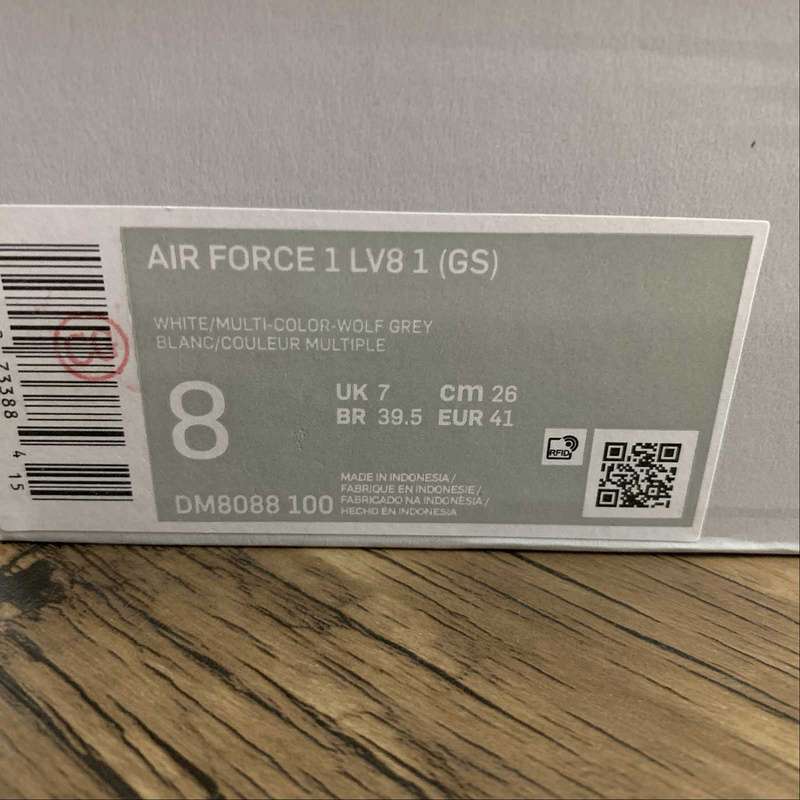 AIR FORCE 1 LV8 1 (GS)
WHITE/MULTI-COLOR-WOLF GREY
BLANC/COULEUR MULTIPLE
8
UK 7 cm 26
BR 39.5 EUR 41
RFID
DM8088 100
MADE IN INDONESIA/
FABRIQUE EN INDONESIE/
FABRICADO NA INDONÉSIA/
HECHO EN INDONESIA
73388 4 15